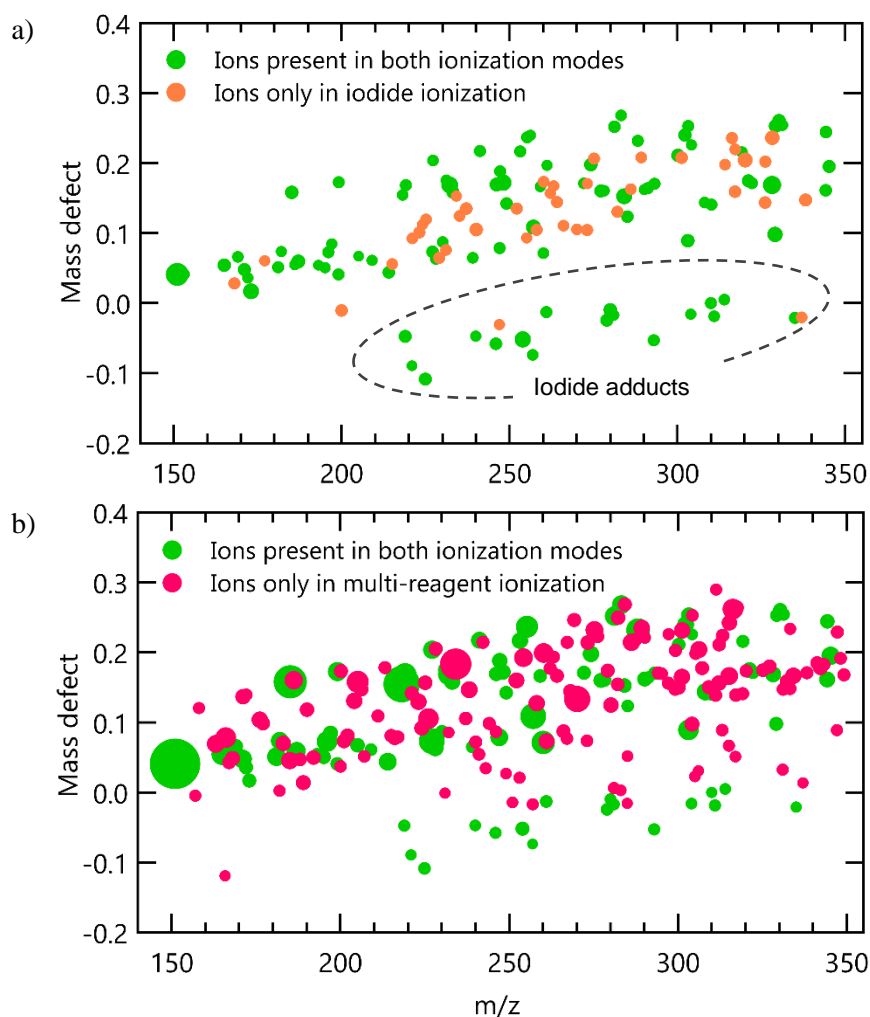 a)
0.4
0.3
0.2
0.1
0.0
-0.1
-0.2
Mass defect
Ions present in both ionization modes
Ions only in iodide ionization
Iodide adducts
150 200 250 300 350
b)
0.4
0.3
0.2
0.1
0.0
-0.1
-0.2
Mass defect
Ions present in both ionization modes
Ions only in multi-reagent ionization
150 200 250 300 350
m/z